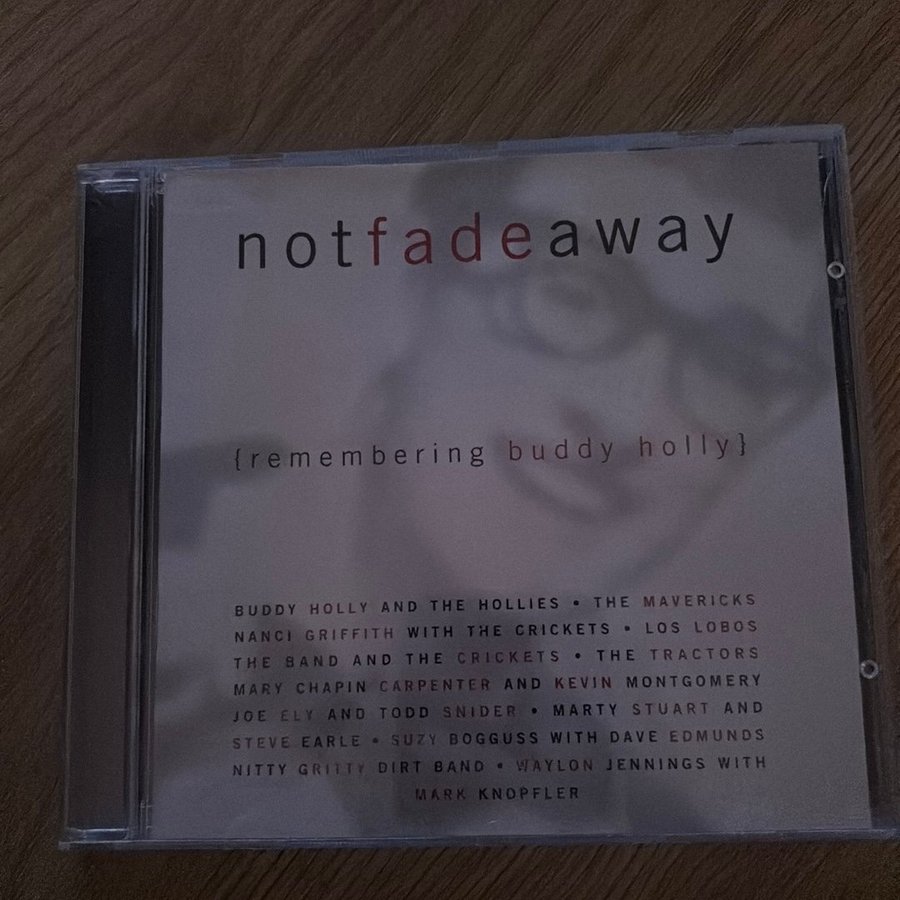 notfadeaway
{remembering buddy holly}
BUDDY HOLLY AND THE HOLLIES • THE MAVERICKS
NANCI GRIFFITH WITH THE CRICKETS • LOS LOBOS
THE BAND AND THE CRICKETS • THE TRACTORS
MARY CHAPIN CARPENTER AND KEVIN MONTGOMERY
JOE ELY AND TODD SNIDER • MARTY STUART AND
STEVE EARLE • SUZY BOGGUSS WITH DAVE EDMUNDS
NITTY GRITTY DIRT BAND • WAYLON JENNINGS WITH
MARK KNOPFLER